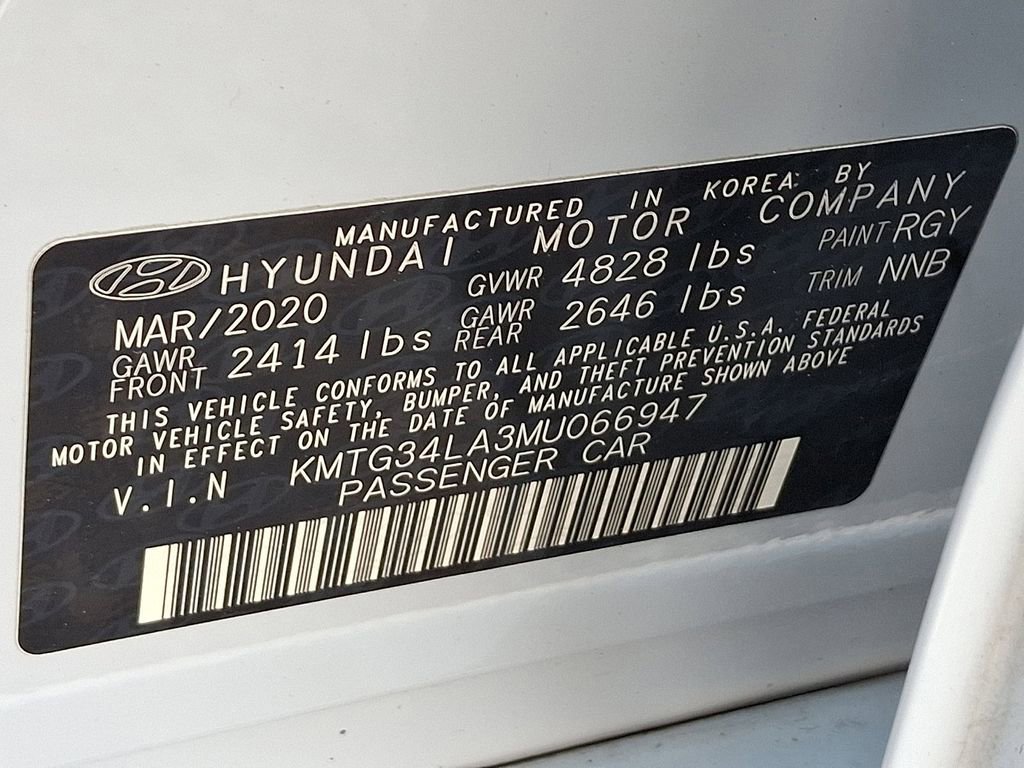 MANUFACTURED IN KOREA BY
HYUNDAI MOTOR COMPANY
MAR/2020 GVWR 4828 lbs PAINT RGY
GAWR FRONT 2414 lbs GAWR REAR 2646 lbs TRIM NNB
THIS VEHICLE CONFORMS TO ALL APPLICABLE U.S.A. FEDERAL
MOTOR VEHICLE SAFETY, BUMPER, AND THEFT PREVENTION STANDARDS
IN EFFECT ON THE DATE OF MANUFACTURE SHOWN ABOVE
V.I.N KMTG34LA3MU066947
PASSENGER CAR